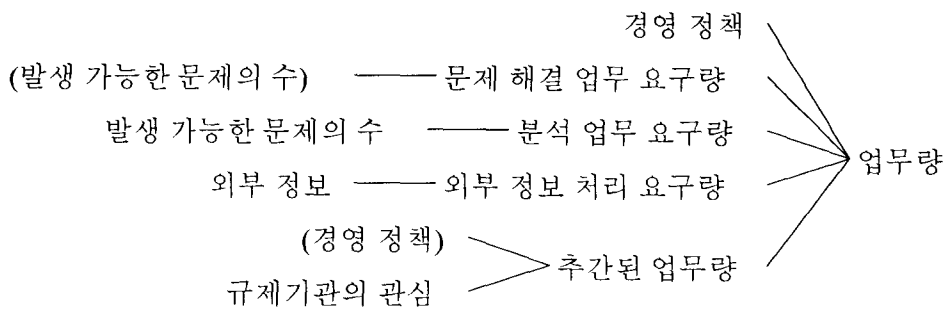 경영 정책
(발생 가능한 문제의 수) 문제 해결 업무 요구량
발생 가능한 문제의 수 분석 업무 요구량
업무량
외부 정보 외부 정보 처리 요구량
(경영 정책)
추간된 업무량
규제기관의 관심